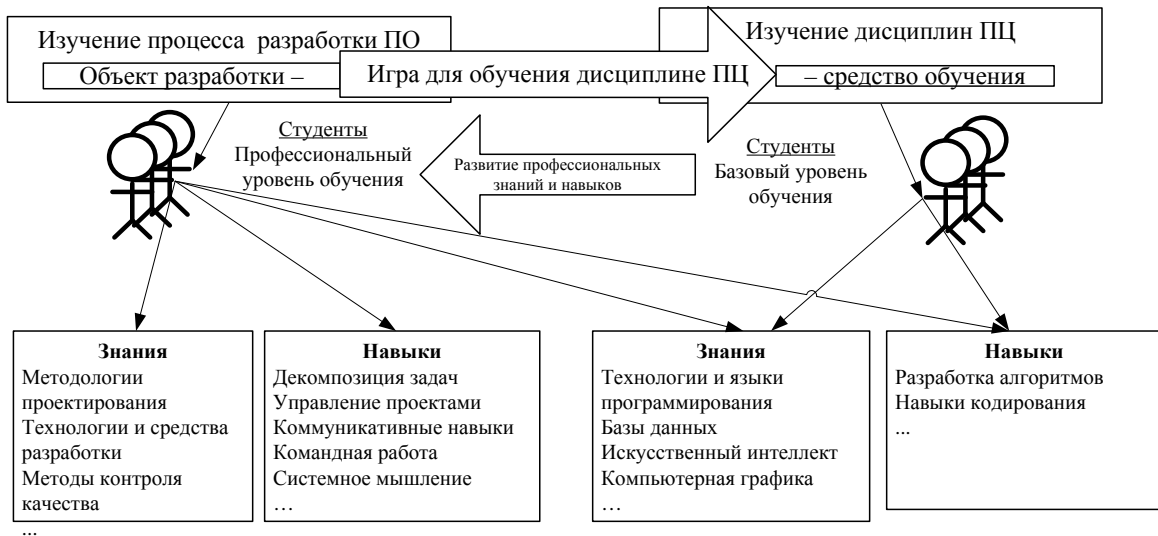 Изучение процесса разработки ПО
Объект разработки –
Игра для обучения дисциплине ПЦ
Изучение дисциплин ПЦ
– средство обучения
Студенты
Профессиональный
уровень обучения
Развитие профессиональных
знаний и навыков
Студенты
Базовый уровень
обучения
Знания
Методологии
проектирования
Технологии и средства
разработки
Методы контроля
качества
...
Навыки
Декомпозиция задач
Управление проектами
Коммуникативные навыки
Командная работа
Системное мышление
…
Знания
Технологии и языки
программирования
Базы данных
Искусственный интеллект
Компьютерная графика
…
Навыки
Разработка алгоритмов
Навыки кодирования
...